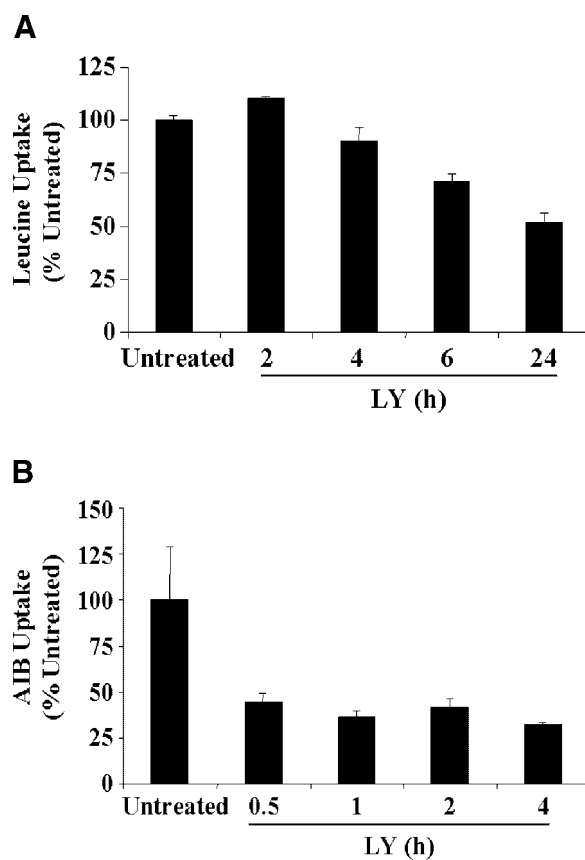 A
125
100
75
50
25
0
Leucine Uptake
(% Untreated)
Untreated 2 4 6 24
LY (h)
B
150
125
100
75
50
25
0
AIB Uptake
(% Untreated)
Untreated 0.5 1 2 4
LY (h)